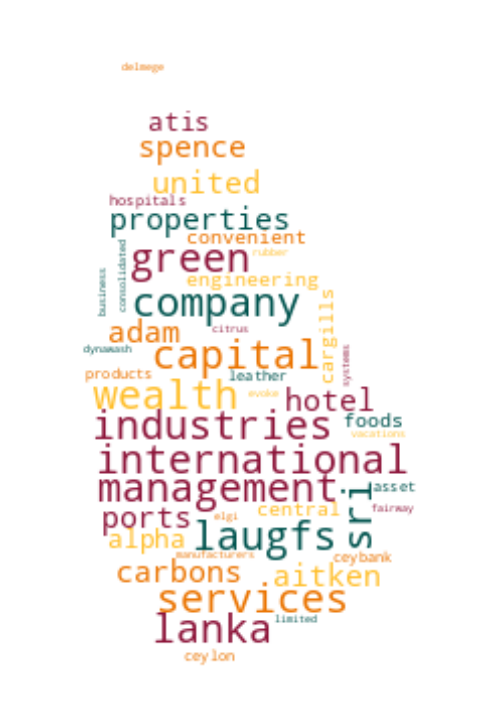 delmege
atis
spence
united
hospitals
properties
convenient
green
rubber
consolidated
business
engineering
company
cargills
adam
citrus
dynawash
capital
systems
products
leather
wealth
evoke
hotel
industries
foods
vacations
international
management
sri
asset
ports
central
fairway
elgi
laugfs
alpha
manufacturers
ceybank
carbons
aitken
services
lanka
limited
ceylon